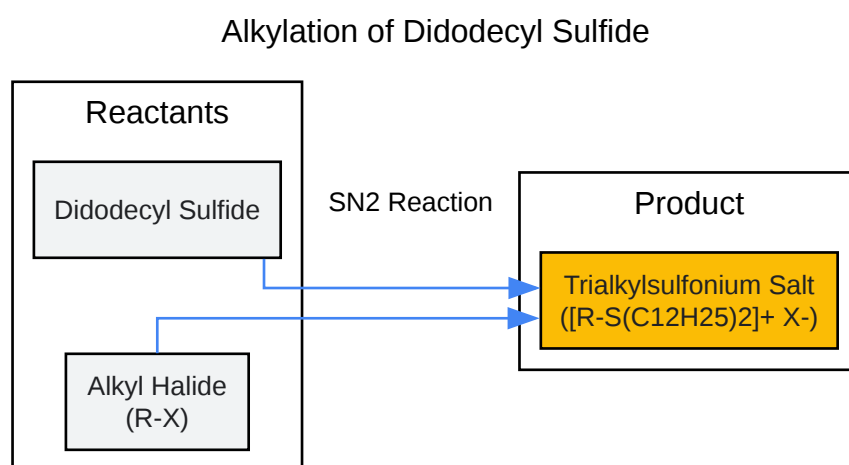 Alkylation of Didodecyl Sulfide
Reactants
Didodecyl Sulfide
Alkyl Halide
(R-X)
SN2 Reaction
Product
Trialkylsulfonium Salt
([R-S(C12H25)2]+ X-)